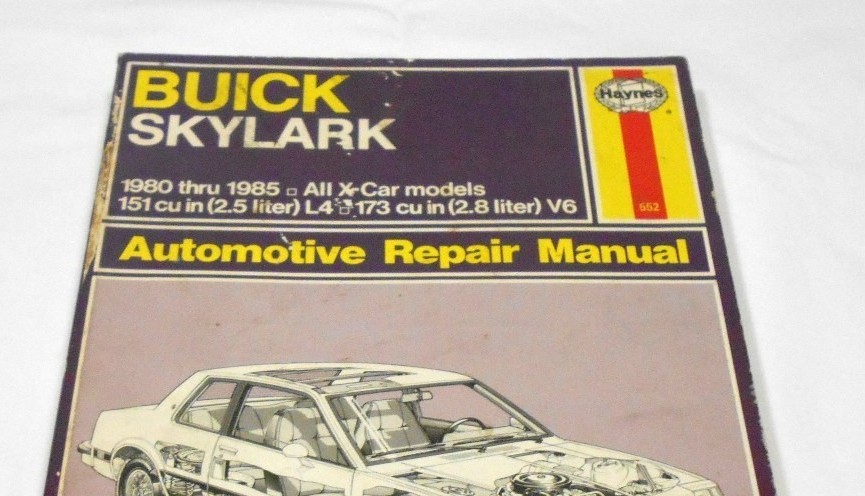 BUICK
SKYLARK
Haynes
1980 thru 1985 □ All X-Car models
151 cu in (2.5 liter) L4 □ 173 cu in (2.8 liter) V6
552
Automotive Repair Manual